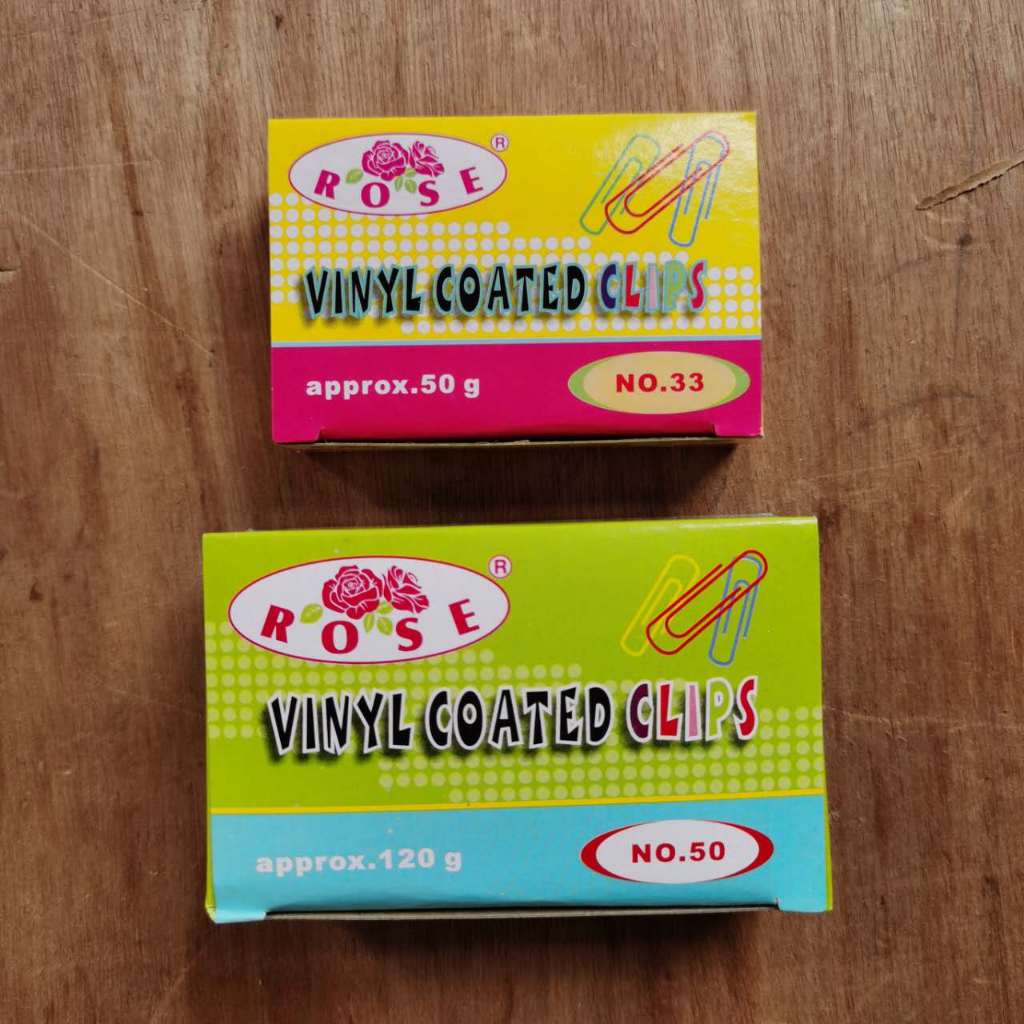 ROSE ®
VINYL COATED CLIPS
approx.50 g
NO.33
ROSE ®
VINYL COATED CLIPS
approx.120 g
NO.50